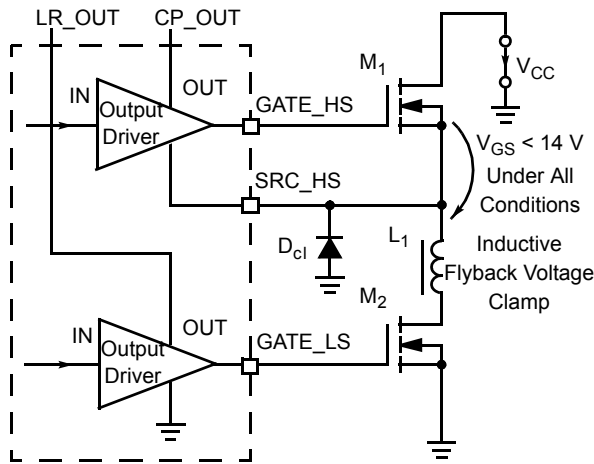 LR_OUT
CP_OUT
M1
VCC
IN
OUT
Output
Driver
GATE_HS
VGS < 14 V
Under All
Conditions
SRC_HS
Dcl
L1
Inductive
Flyback Voltage
Clamp
M2
IN
OUT
Output
Driver
GATE_LS